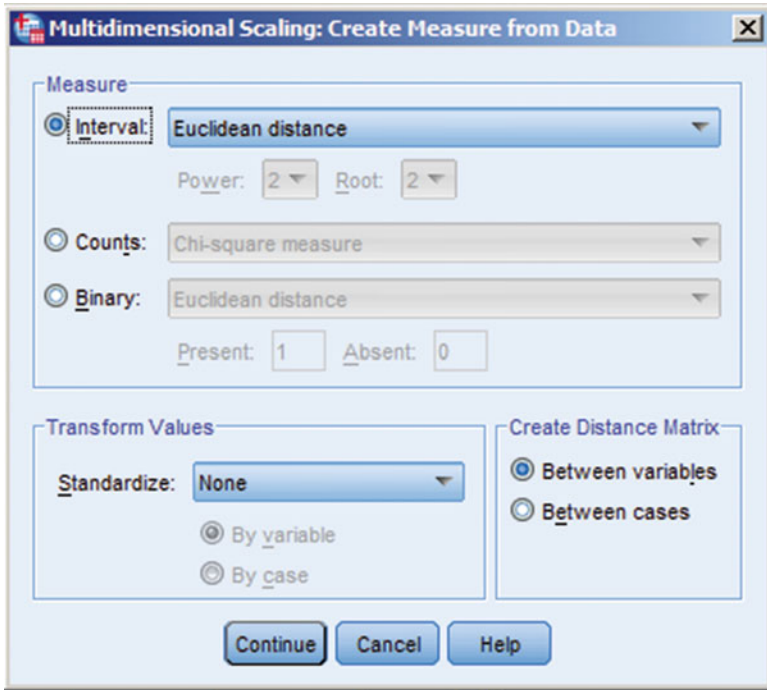 Multidimensional Scaling: Create Measure from Data
Measure
Interval: Euclidean distance
Power: 2 Root: 2
Counts: Chi-square measure
Binary: Euclidean distance
Present: 1 Absent: 0
Transform Values
Standardize: None
By variable
By case
Create Distance Matrix
Between variables
Between cases
Continue Cancel Help